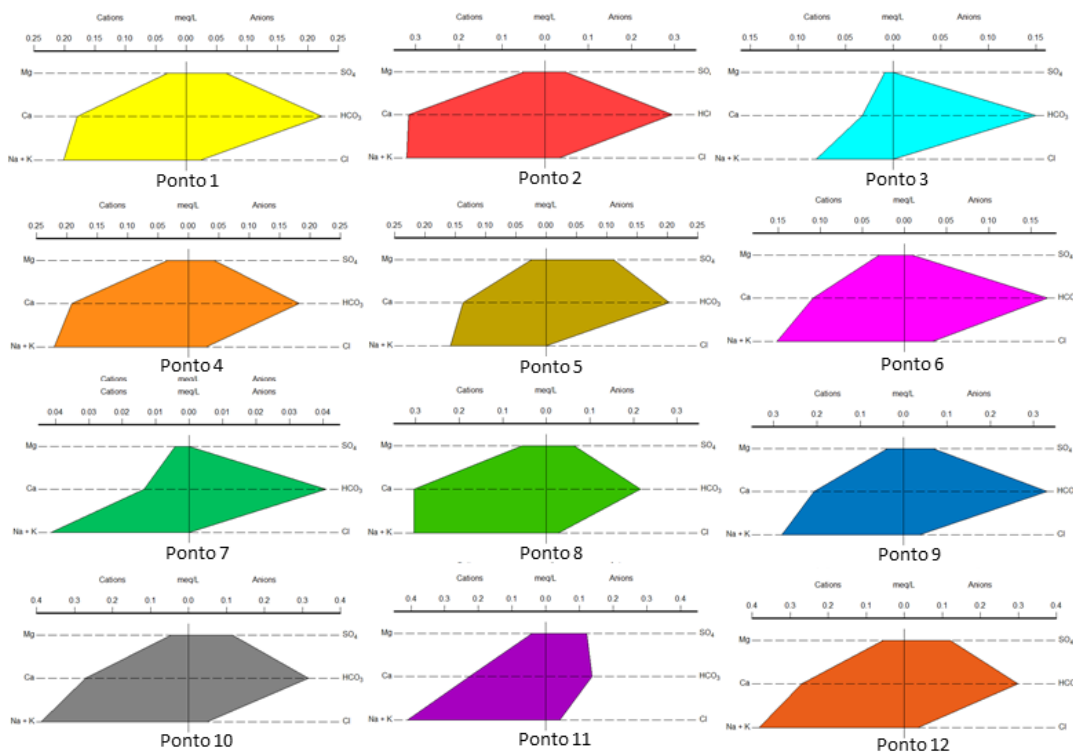 Cations meq/L Anions
0.25 0.20 0.15 0.10 0.05 0.00 0.05 0.10 0.15 0.20 0.25
Mg SO₄
Ca HCO₃
Na + K Cl
Ponto 1
Cations meq/L Anions
0.3 0.2 0.1 0.0 0.1 0.2 0.3
Mg SO
Ca HCl
Na + K Cl
Ponto 2
Cations meq/L Anions
0.15 0.10 0.05 0.00 0.05 0.10 0.15
Mg SO₄
Ca HCO₃
Na + K Cl
Ponto 3
Cations meq/L Anions
0.25 0.20 0.15 0.10 0.05 0.00 0.05 0.10 0.15 0.20 0.25
Mg SO₄
Ca HCO₃
Na + K Cl
Ponto 4
Cations meq/L Anions
0.25 0.20 0.15 0.10 0.05 0.00 0.05 0.10 0.15 0.20 0.25
Mg SO₄
Ca HCO₃
Na + K Cl
Ponto 5
Cations meq/L Anions
0.15 0.10 0.05 0.00 0.05 0.10 0.15
Mg SO₄
Ca HCO
Na + K Cl
Ponto 6
Cations meq/L Anions
Cations meq/L Anions
0.04 0.03 0.02 0.01 0.00 0.01 0.02 0.03 0.04
Mg SO₄
Ca HCO₃
Na + K Cl
Ponto 7
Cations meq/L Anions
0.3 0.2 0.1 0.0 0.1 0.2 0.3
Mg SO₄
Ca HCO₃
Na + K Cl
Ponto 8
Cations meq/L Anions
0.3 0.2 0.1 0.0 0.1 0.2 0.3
Mg SO₄
Ca HCO
Na + K Cl
Ponto 9
Cations meq/L Anions
0.4 0.3 0.2 0.1 0.0 0.1 0.2 0.3 0.4
Mg SO₄
Ca HCO₃
Na + K Cl
Ponto 10
Cations meq/L Anions
0.4 0.3 0.2 0.1 0.0 0.1 0.2 0.3 0.4
Mg SO₄
Ca HCO₃
Na + K Cl
Ponto 11
Cations meq/L Anions
0.4 0.3 0.2 0.1 0.0 0.1 0.2 0.3 0.4
Mg SO₄
Ca HCO
Na + K Cl
Ponto 12